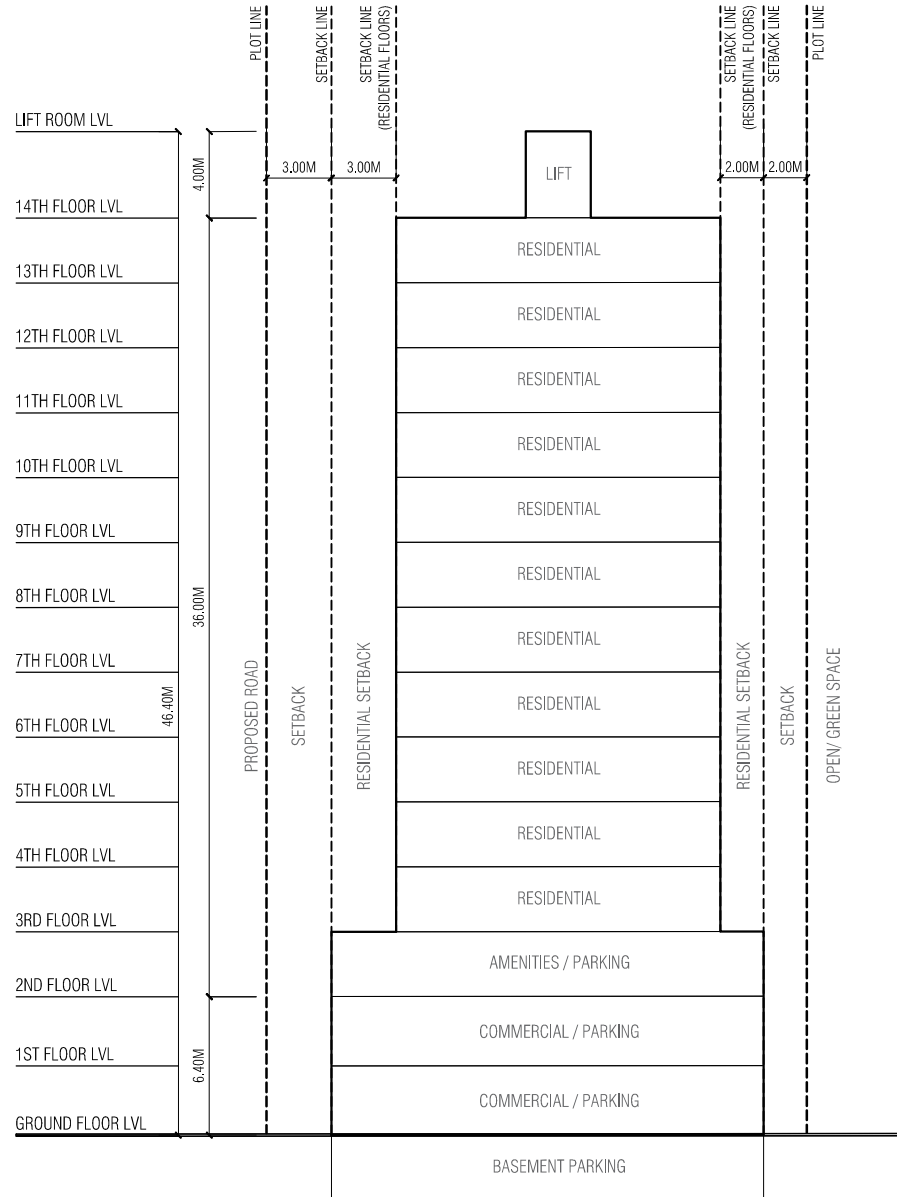 PLOT LINE
SETBACK LINE
SETBACK LINE
(RESIDENTIAL FLOORS)
SETBACK LINE
(RESIDENTIAL FLOORS)
SETBACK LINE
PLOT LINE
LIFT ROOM LVL
4.00M
3.00M
3.00M
LIFT
2.00M
2.00M
14TH FLOOR LVL
RESIDENTIAL
13TH FLOOR LVL
RESIDENTIAL
12TH FLOOR LVL
RESIDENTIAL
11TH FLOOR LVL
RESIDENTIAL
10TH FLOOR LVL
RESIDENTIAL
9TH FLOOR LVL
RESIDENTIAL
8TH FLOOR LVL
36.00M
RESIDENTIAL
7TH FLOOR LVL
RESIDENTIAL
6TH FLOOR LVL
46.40M
PROPOSED ROAD
SETBACK
RESIDENTIAL SETBACK
RESIDENTIAL
RESIDENTIAL SETBACK
SETBACK
OPEN/ GREEN SPACE
5TH FLOOR LVL
RESIDENTIAL
4TH FLOOR LVL
RESIDENTIAL
3RD FLOOR LVL
AMENITIES / PARKING
2ND FLOOR LVL
COMMERCIAL / PARKING
1ST FLOOR LVL
6.40M
COMMERCIAL / PARKING
GROUND FLOOR LVL
BASEMENT PARKING